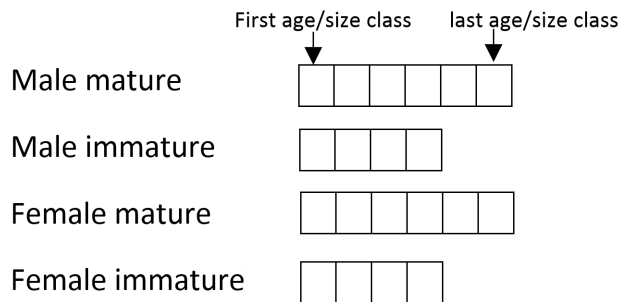 First age/size class last age/size class
Male mature
Male immature
Female mature
Female immature